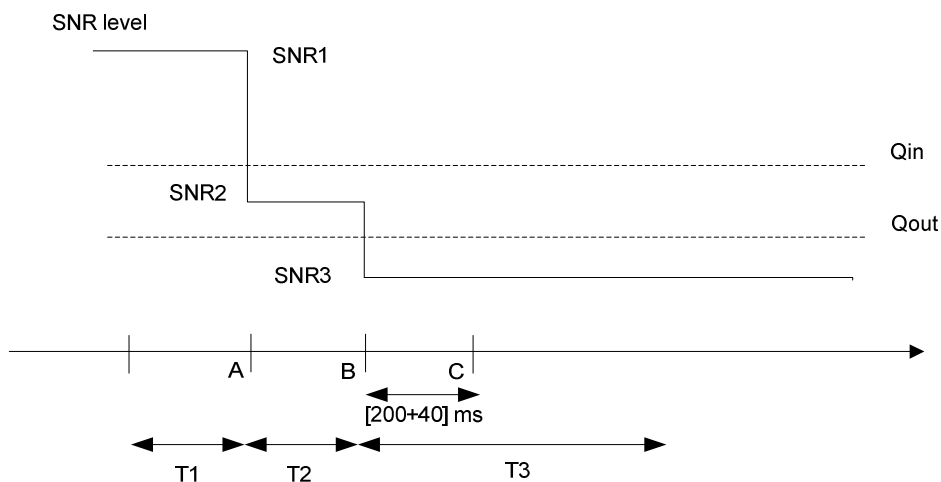 SNR level
SNR1
Qin
SNR2
Qout
SNR3
A
B
C
[200+40] ms
T1
T2
T3